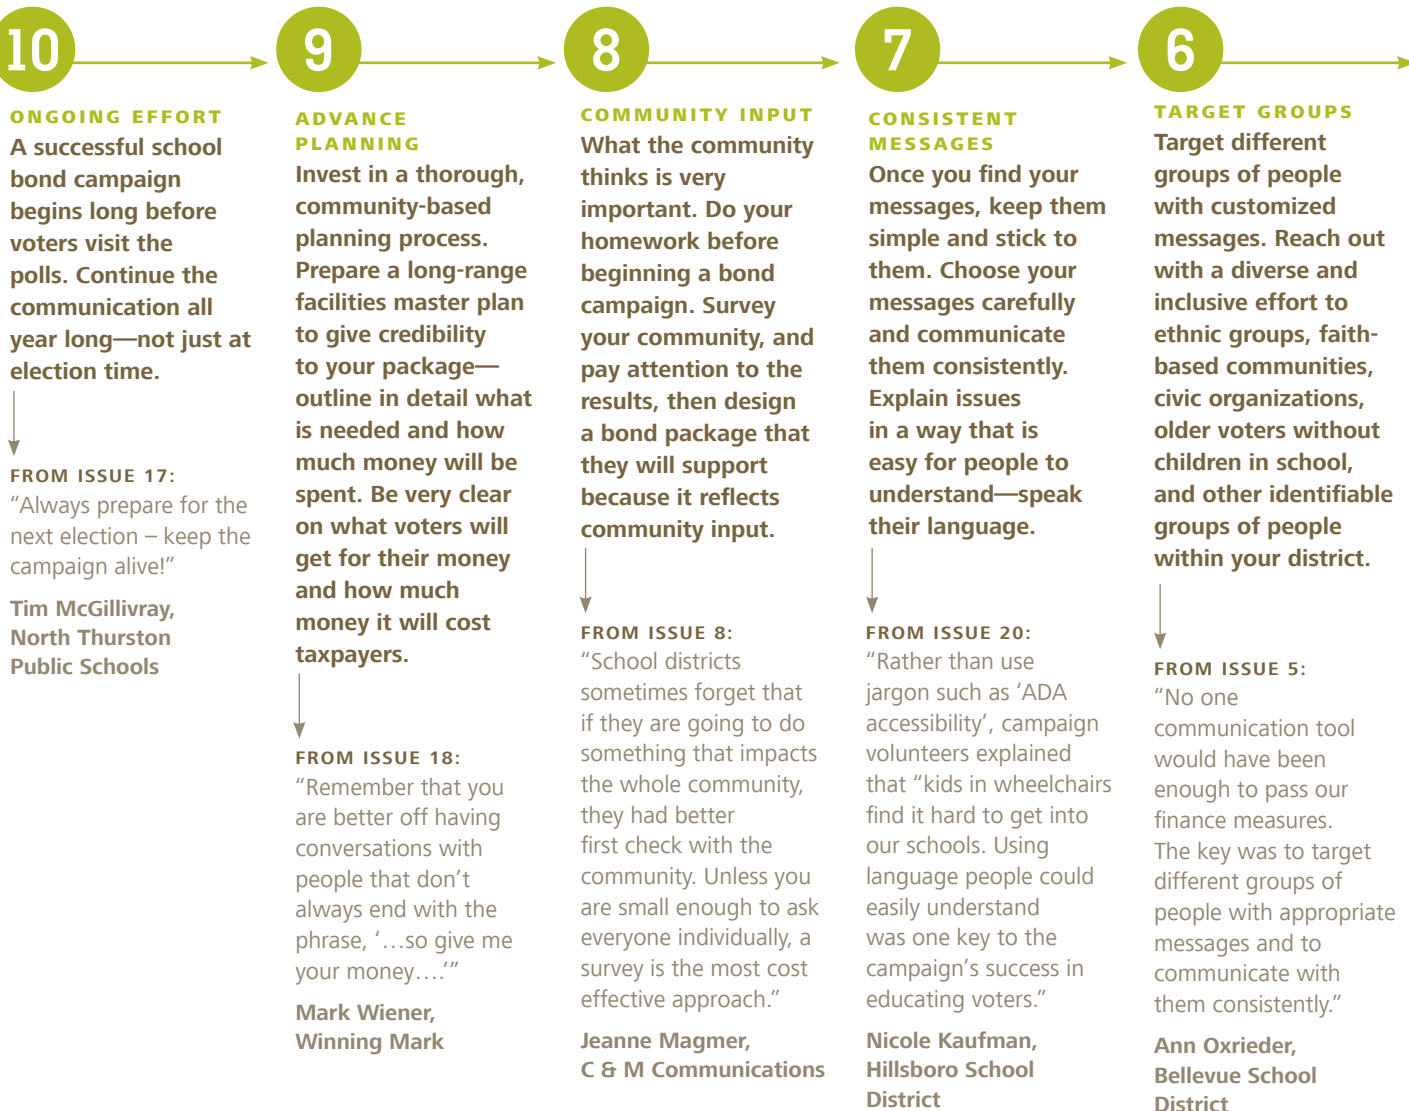 10
ONGOING EFFORT
A successful school
bond campaign
begins long before
voters visit the
polls. Continue the
communication all
year long—not just at
election time.
FROM ISSUE 17:
“Always prepare for the
next election – keep the
campaign alive!”
Tim McGillivray,
North Thurston
Public Schools
9
ADVANCE
PLANNING
Invest in a thorough,
community-based
planning process.
Prepare a long-range
facilities master plan
to give credibility
to your package—
outline in detail what
is needed and how
much money will be
spent. Be very clear
on what voters will
get for their money
and how much
money it will cost
taxpayers.
FROM ISSUE 18:
“Remember that you
are better off having
conversations with
people that don’t
always end with the
phrase, ‘…so give me
your money….’”
Mark Wiener,
Winning Mark
8
COMMUNITY INPUT
What the community
thinks is very
important. Do your
homework before
beginning a bond
campaign. Survey
your community, and
pay attention to the
results, then design
a bond package that
they will support
because it reflects
community input.
FROM ISSUE 8:
“School districts
sometimes forget that
if they are going to do
something that impacts
the whole community,
they had better
first check with the
community. Unless you
are small enough to ask
everyone individually, a
survey is the most cost
effective approach.”
Jeanne Magmer,
C & M Communications
7
CONSISTENT
MESSAGES
Once you find your
messages, keep them
simple and stick to
them. Choose your
messages carefully
and communicate
them consistently.
Explain issues
in a way that is
easy for people to
understand—speak
their language.
FROM ISSUE 20:
“Rather than use
jargon such as ‘ADA
accessibility’, campaign
volunteers explained
that “kids in wheelchairs
find it hard to get into
our schools. Using
language people could
easily understand
was one key to the
campaign’s success in
educating voters.”
Nicole Kaufman,
Hillsboro School
District
6
TARGET GROUPS
Target different
groups of people
with customized
messages. Reach out
with a diverse and
inclusive effort to
ethnic groups, faith-
based communities,
civic organizations,
older voters without
children in school,
and other identifiable
groups of people
within your district.
FROM ISSUE 5:
“No one
communication tool
would have been
enough to pass our
finance measures.
The key was to target
different groups of
people with appropriate
messages and to
communicate with
them consistently.”
Ann Oxrieder,
Bellevue School
District